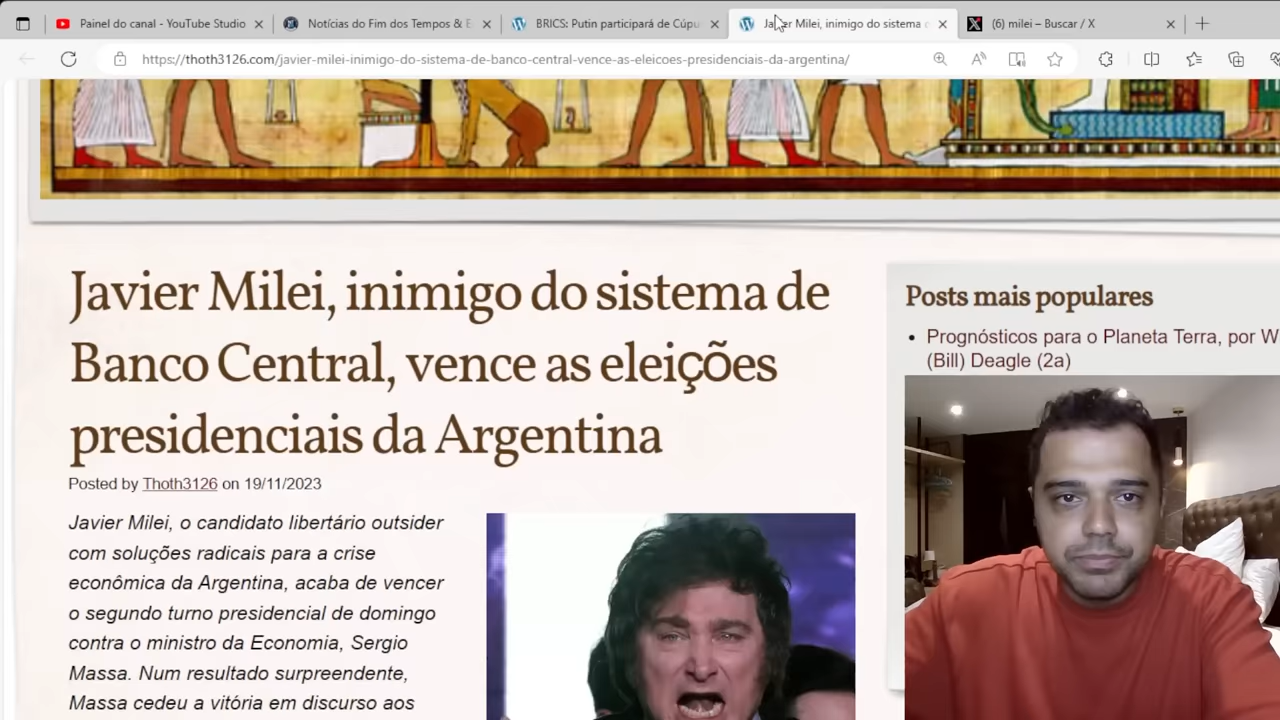 Painel do canal - YouTube Studio
Notícias do Fim dos Tempos & E
BRICS: Putin participará de Cúpu
Javier Milei, inimigo do sistema d
(6) milei – Buscar / X
https://thoth3126.com/javier-milei-inimigo-do-sistema-de-banco-central-vence-as-eleicoes-presidenciais-da-argentina/
Javier Milei, inimigo do sistema de
Banco Central, vence as eleições
presidenciais da Argentina
Posted by Thoth3126 on 19/11/2023
Javier Milei, o candidato libertário outsider
com soluções radicais para a crise
econômica da Argentina, acaba de vencer
o segundo turno presidencial de domingo
contra o ministro da Economia, Sergio
Massa. Num resultado surpreendente,
Massa cedeu a vitória em discurso aos
Posts mais populares
Prognósticos para o Planeta Terra, por W
(Bill) Deagle (2a)